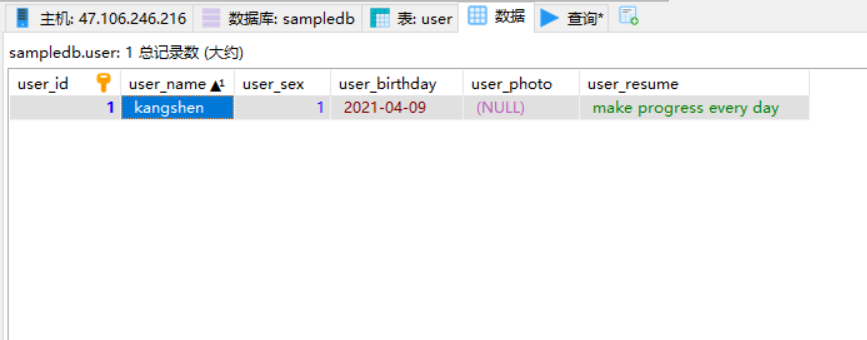 主机: 47.106.246.216 数据库: sampledb 表: user 数据 查询*
sampledb.user: 1 总记录数 (大约)
user_id user_name ▲1 user_sex user_birthday user_photo user_resume
1 kangshen 1 2021-04-09 (NULL) make progress every day